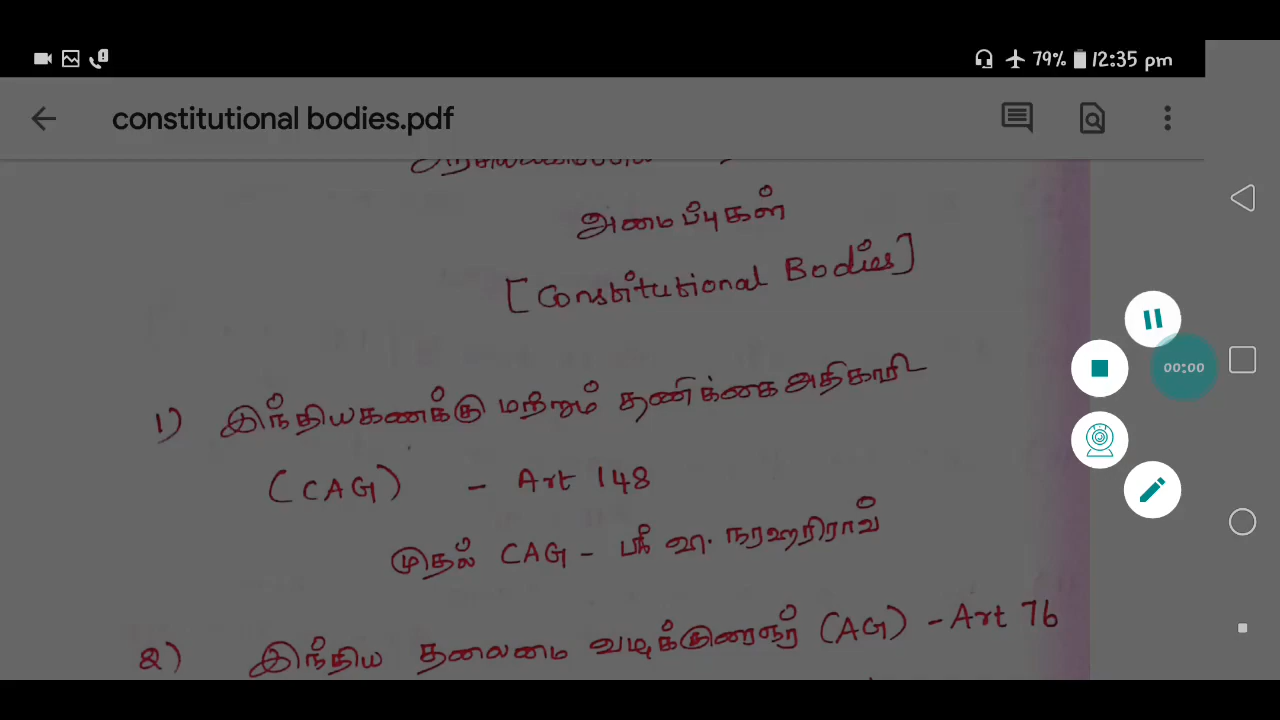 79% 12:35 pm
constitutional bodies.pdf
அமைப்புகள்
[Constitutional Bodies]
00:00
1) இந்தியகணக்கு மற்றும் தணிக்கை அதிகாரி
(CAG) - Art 148
முதல் CAG - வி. நரஹரிராவ்
2) இந்திய தலைமை வழக்குரைஞர் (AG) - Art 76